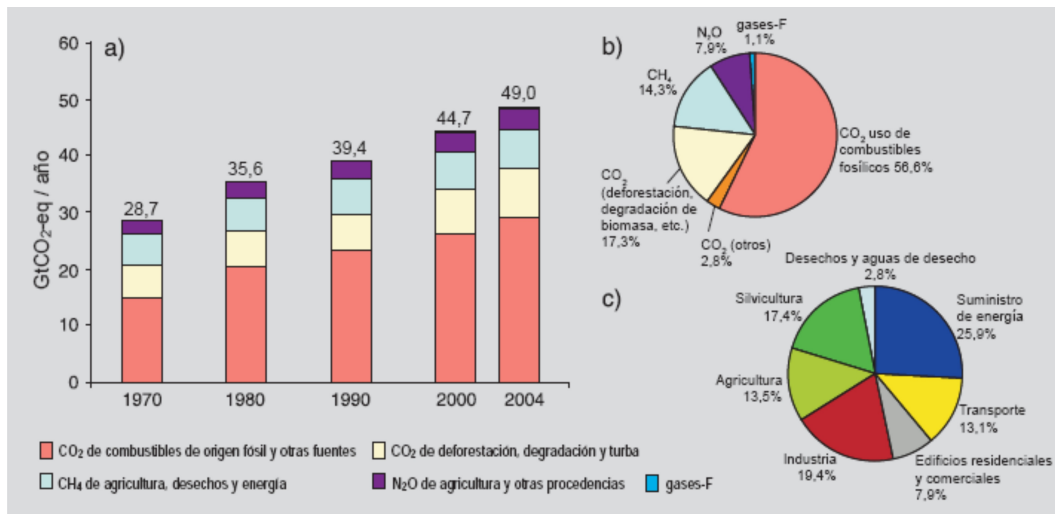 a)
GtCO2-eq / año
60
50
40
30
20
10
0
28,7
35,6
39,4
44,7
49,0
1970
1980
1990
2000
2004
CO2 de combustibles de origen fósil y otras fuentes
CO2 de deforestación, degradación y turba
CH4 de agricultura, desechos y energía
N2O de agricultura y otras procedencias
gases-F
b)
gases-F
1,1%
N2O
7,9%
CH4
14,3%
CO2 uso de
combustibles
fosílicos 56,6%
CO2
(deforestación,
degradación de
biomasa, etc.)
17,3%
CO2 (otros)
2,8%
c)
Desechos y aguas de desecho
2,8%
Silvicultura
17,4%
Suministro
de energía
25,9%
Agricultura
13,5%
Transporte
13,1%
Industria
19,4%
Edificios residenciales
y comerciales
7,9%